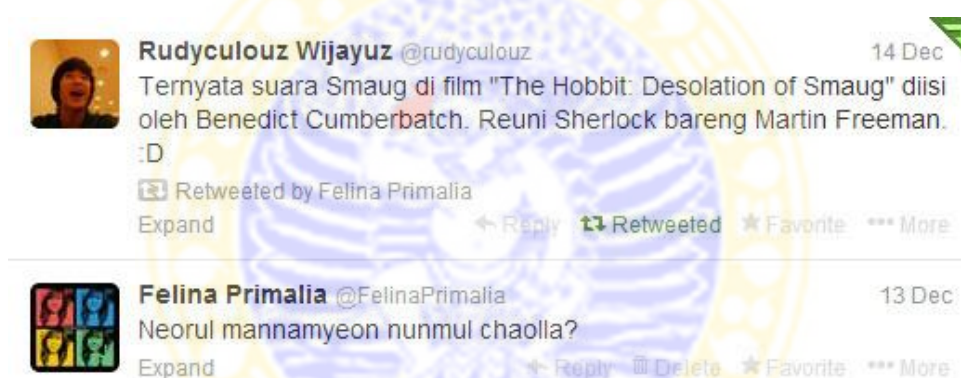 Rudyculouz Wijayuz @rudyculouz 14 Dec
Ternyata suara Smaug di film "The Hobbit: Desolation of Smaug" diisi
oleh Benedict Cumberbatch. Reuni Sherlock bareng Martin Freeman.
:D
Retweeted by Felina Primalia
Expand Reply Retweeted Favorite More
Felina Primalia @FelinaPrimalia 13 Dec
Neorul mannamyeon nunmul chaolla?
Expand Reply Delete Favorite More